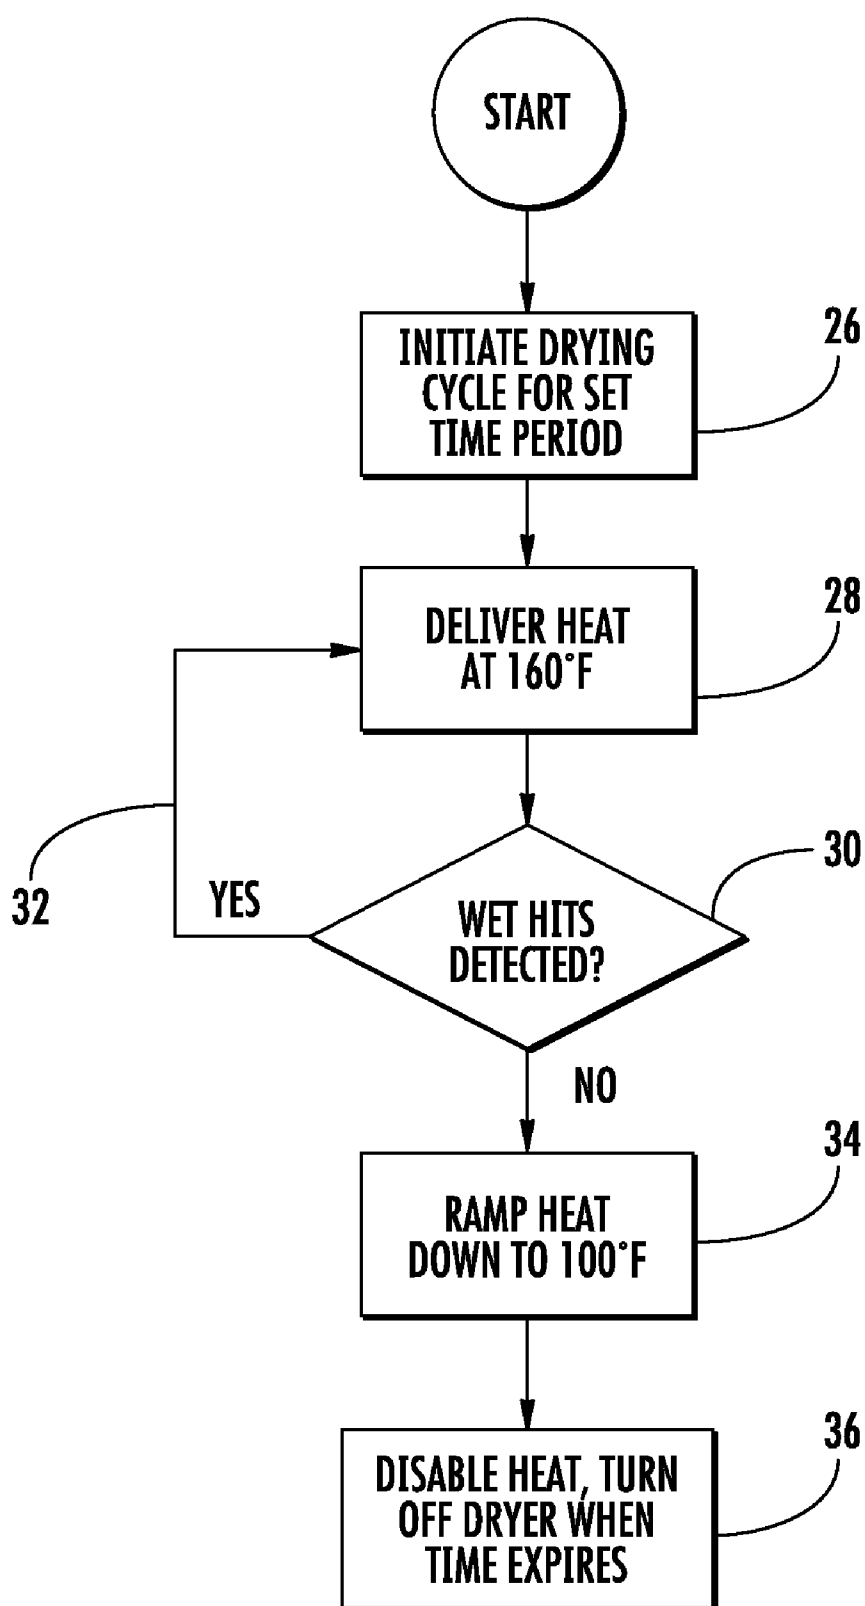 START
INITIATE DRYING
CYCLE FOR SET
TIME PERIOD
26
DELIVER HEAT
AT 160°F
28
WET HITS
DETECTED?
30
YES
32
NO
RAMP HEAT
DOWN TO 100°F
34
DISABLE HEAT, TURN
OFF DRYER WHEN
TIME EXPIRES
36